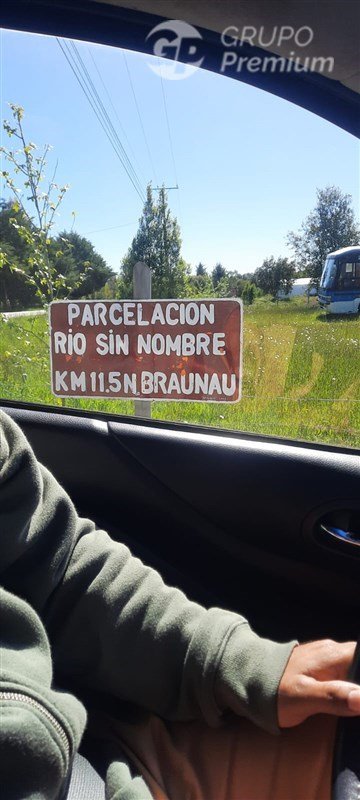 GP GRUPO
Premium
PARCELACION
RIO SIN NOMBRE
KM 11.5 N. BRAUNAU